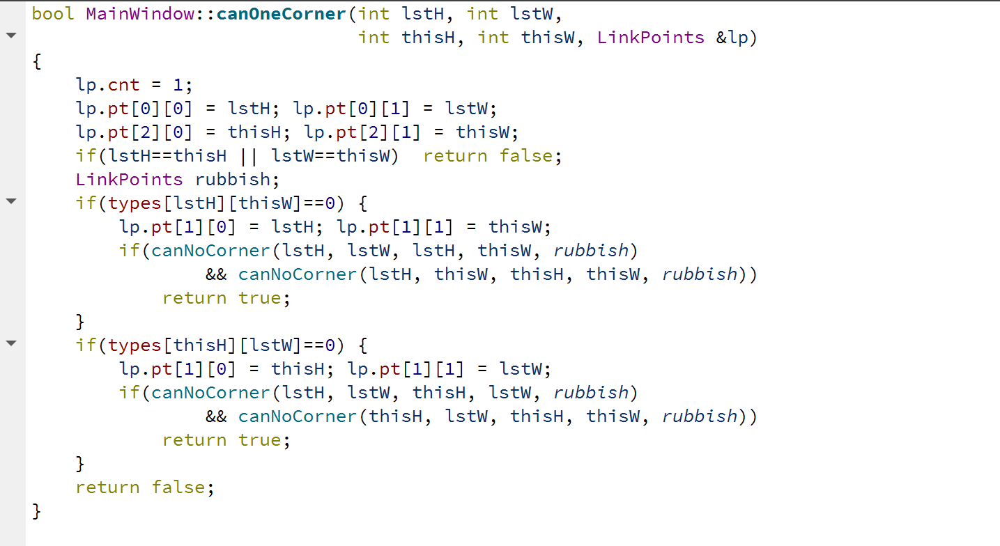 bool MainWindow::canOneCorner(int lstH, int lstW,
                              int thisH, int thisW, LinkPoints &lp)
{
    lp.cnt = 1;
    lp.pt[0][0] = lstH; lp.pt[0][1] = lstW;
    lp.pt[2][0] = thisH; lp.pt[2][1] = thisW;
    if(lstH==thisH || lstW==thisW)  return false;
    LinkPoints rubbish;
    if(types[lstH][thisW]==0) {
        lp.pt[1][0] = lstH; lp.pt[1][1] = thisW;
        if(canNoCorner(lstH, lstW, lstH, thisW, rubbish)
                && canNoCorner(lstH, thisW, thisH, thisW, rubbish))
            return true;
    }
    if(types[thisH][lstW]==0) {
        lp.pt[1][0] = thisH; lp.pt[1][1] = lstW;
        if(canNoCorner(lstH, lstW, thisH, lstW, rubbish)
                && canNoCorner(thisH, lstW, thisH, thisW, rubbish))
            return true;
    }
    return false;
}